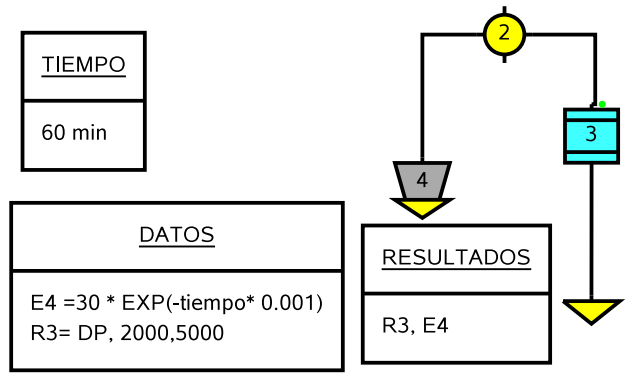 TIEMPO
60 min
2
3
4
DATOS
E4 =30 * EXP(-tiempo* 0.001)
R3= DP, 2000,5000
RESULTADOS
R3, E4